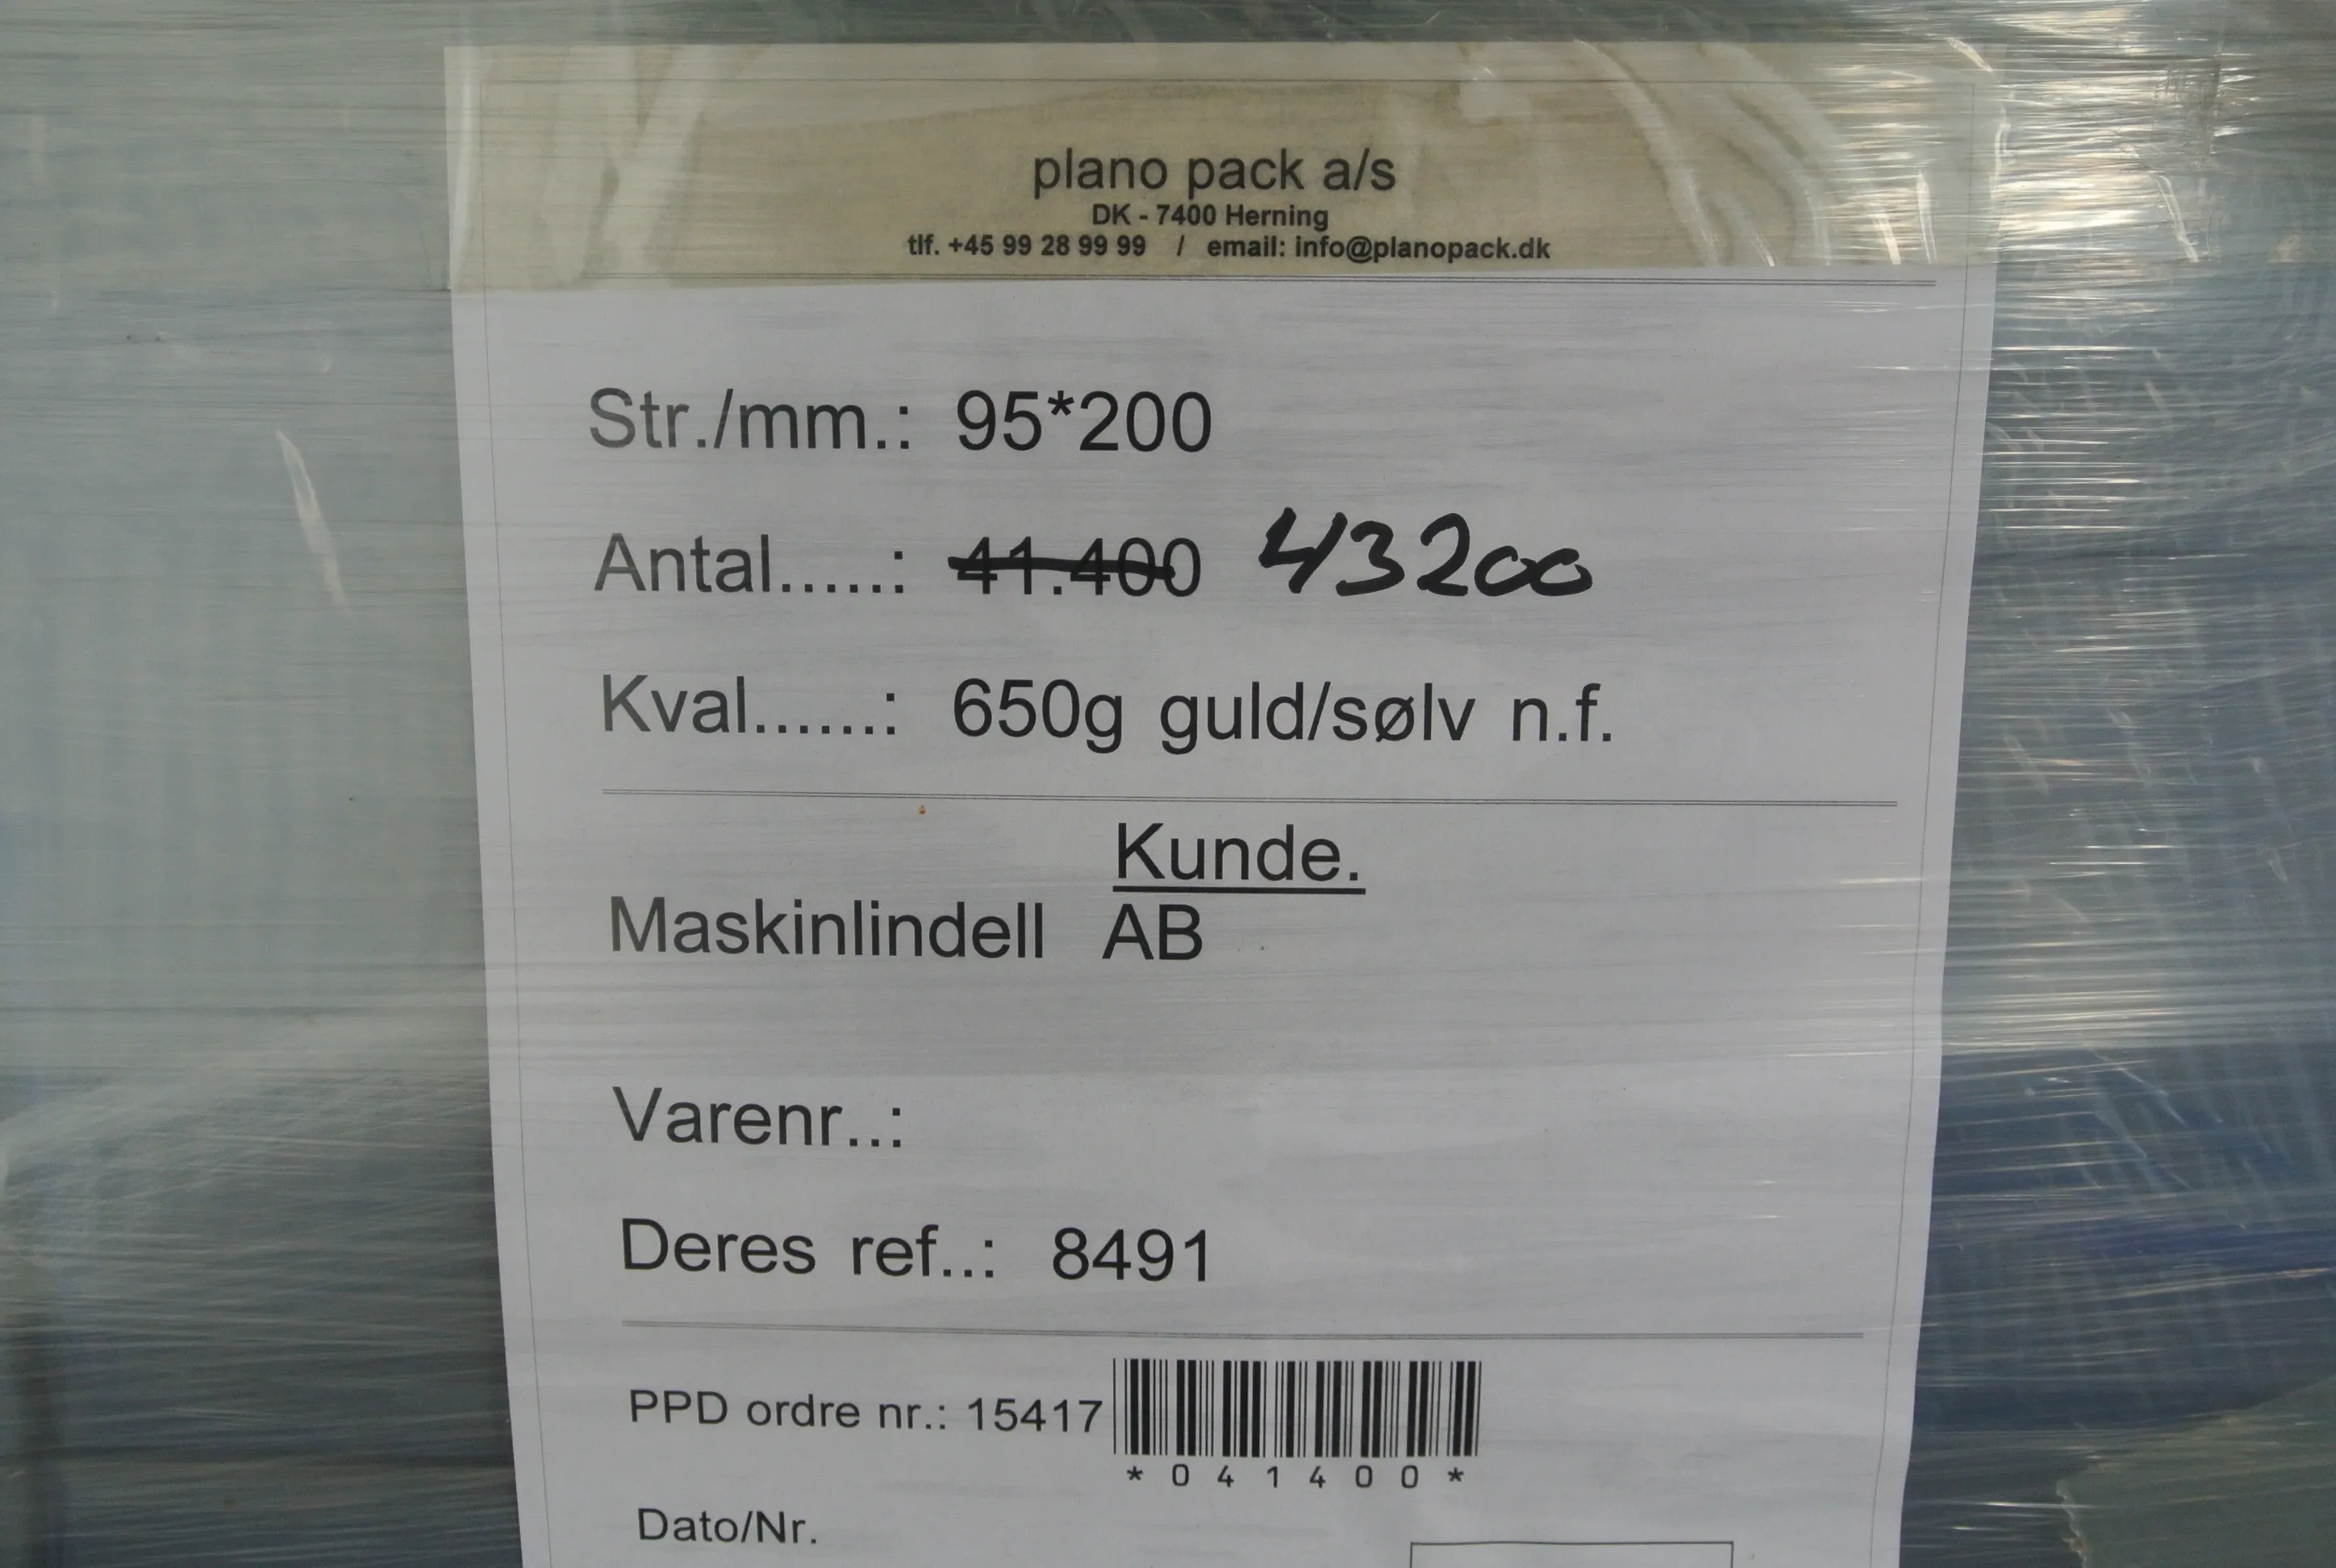 plano pack a/s
DK - 7400 Herning
tlf. +45 99 28 99 99 / email: info@planopack.dk
Str./mm.: 95*200
Antal.....: 41.400 43200
Kval......: 650g guld/sølv n.f.
Kunde.
Maskinlindell AB
Varenr..:
Deres ref..: 8491
PPD ordre nr.: 15417
*041400*
Dato/Nr.